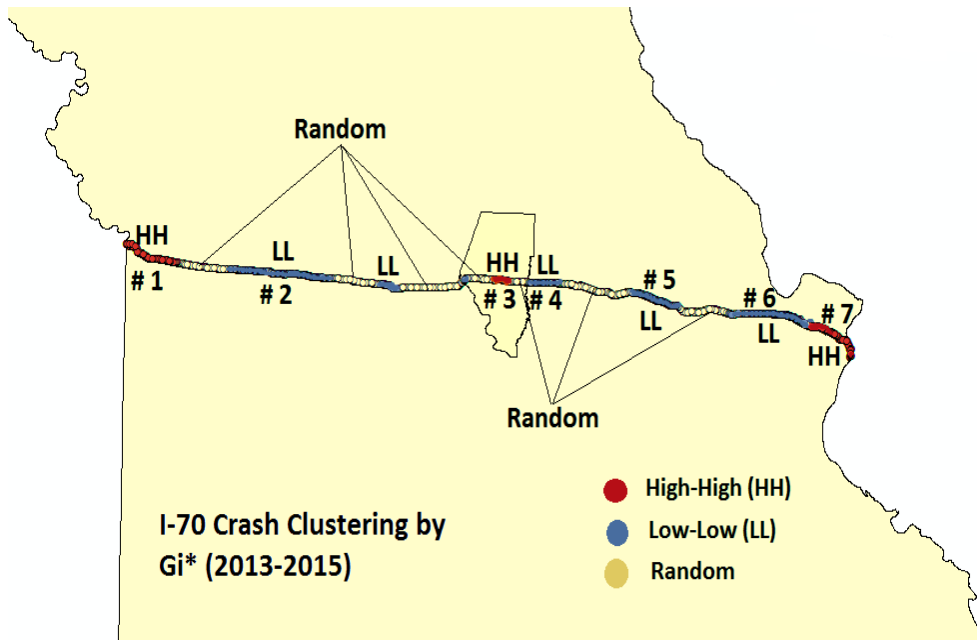 Random
HH
# 1
LL
# 2
LL
HH
# 3
LL
# 4
# 5
LL
# 6
LL
# 7
HH
Random
I-70 Crash Clustering by
Gi* (2013-2015)
High-High (HH)
Low-Low (LL)
Random